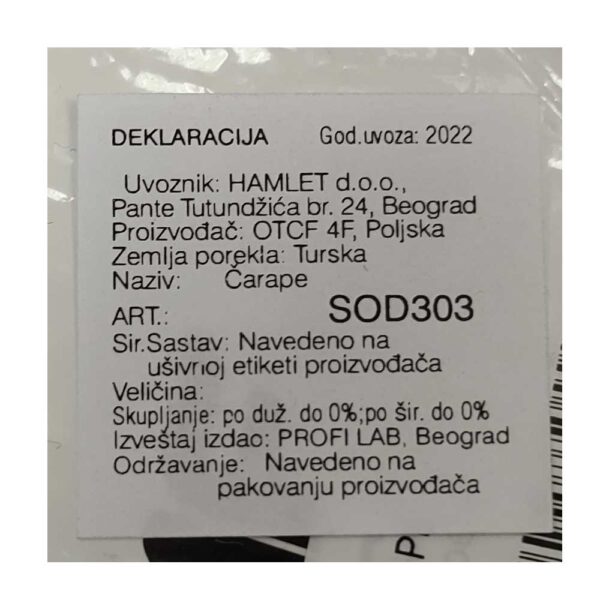 DEKLARACIJA God.uvoza: 2022
Uvoznik: HAMLET d.o.o.,
Pante Tutundžića br. 24, Beograd
Proizvođač: OTCF 4F, Poljska
Zemlja porekla: Turska
Naziv: Čarape
ART.: SOD303
Sir.Sastav: Navedeno na
ušivnoj etiketi proizvođača
Veličina:
Skupljanje: po duž. do 0%;po šir. do 0%
Izveštaj izdao: PROFI LAB, Beograd
Održavanje: Navedeno na
pakovanju proizvođača